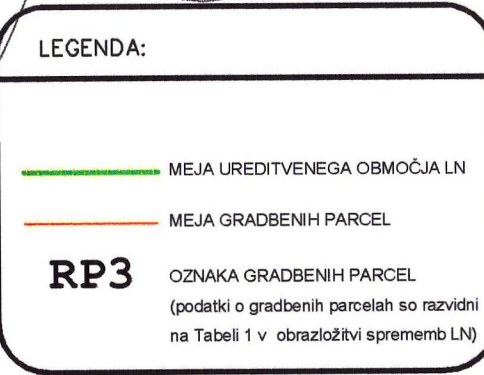 LEGENDA:
MEJA UREDITVENEGA OBMOČJA LN
MEJA GRADBENIH PARCEL
RP3 OZNAKA GRADBENIH PARCEL
(podatki o gradbenih parcelah so razvidni
na Tabeli 1 v obrazložitvi sprememb LN)